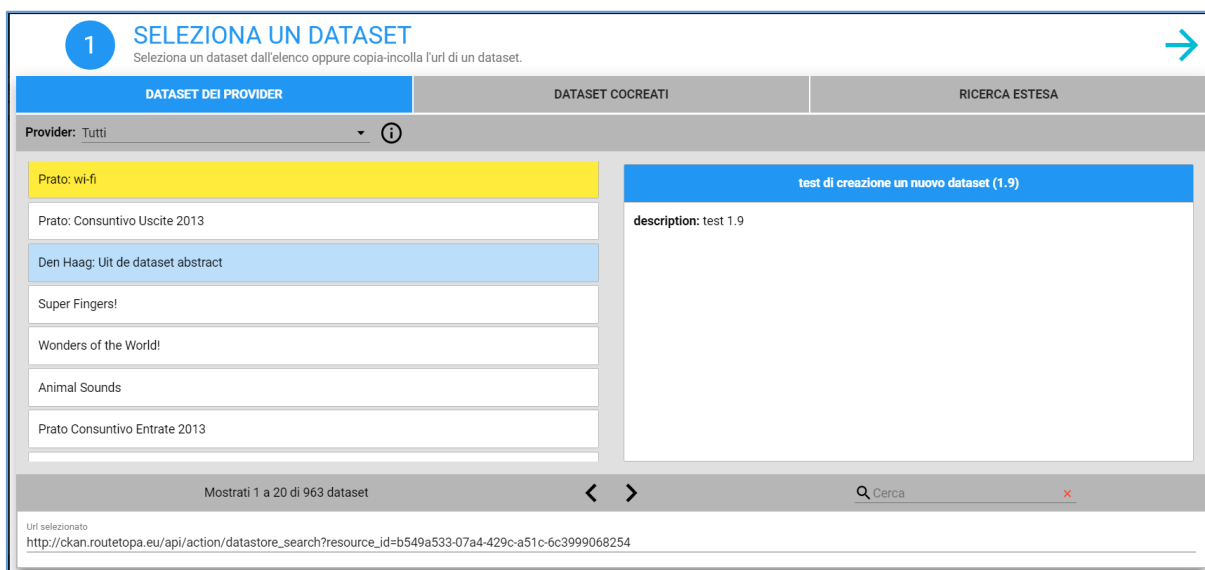 1
SELEZIONA UN DATASET
Seleziona un dataset dall'elenco oppure copia-incolla l'url di un dataset.
DATASET DEI PROVIDER
DATASET COCREATI
RICERCA ESTESA
Provider: Tutti
Prato: wi-fi
Prato: Consuntivo Uscite 2013
Den Haag: Uit de dataset abstract
Super Fingers!
Wonders of the World!
Animal Sounds
Prato Consuntivo Entrate 2013
test di creazione un nuovo dataset (1.9)
description: test 1.9
Mostrati 1 a 20 di 963 dataset
Cerca
Url selezionato
http://ckan.routetopa.eu/api/action/datastore_search?resource_id=b549a533-07a4-429c-a51c-6c3999068254